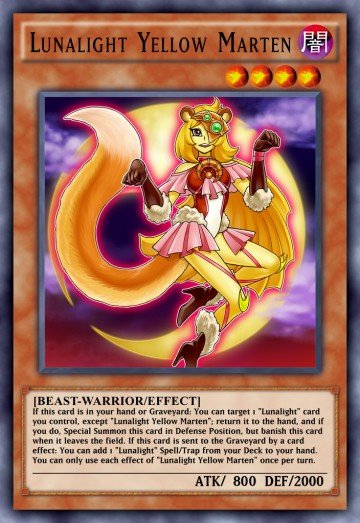 Lunalight Yellow Marten 闇
[BEAST-WARRIOR/EFFECT]
If this card is in your hand or Graveyard: You can target 1 "Lunalight" card
you control, except "Lunalight Yellow Marten"; return it to the hand, and if
you do, Special Summon this card in Defense Position, but banish this card
when it leaves the field. If this card is sent to the Graveyard by a card
effect: You can add 1 "Lunalight" Spell/Trap from your Deck to your hand.
You can only use each effect of "Lunalight Yellow Marten" once per turn.
ATK/ 800 DEF/2000